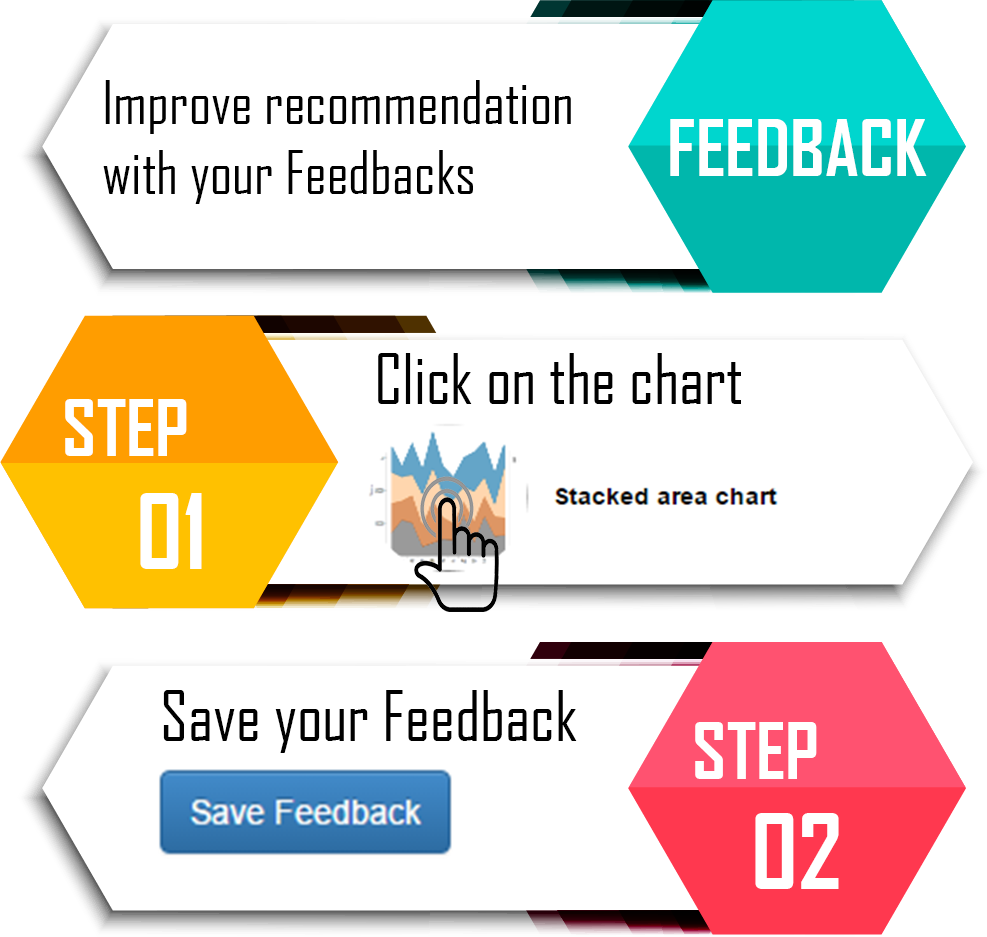 Improve recommendation
with your Feedbacks
FEEDBACK
STEP
01
Click on the chart
Stacked area chart
Save your Feedback
Save Feedback
STEP
02